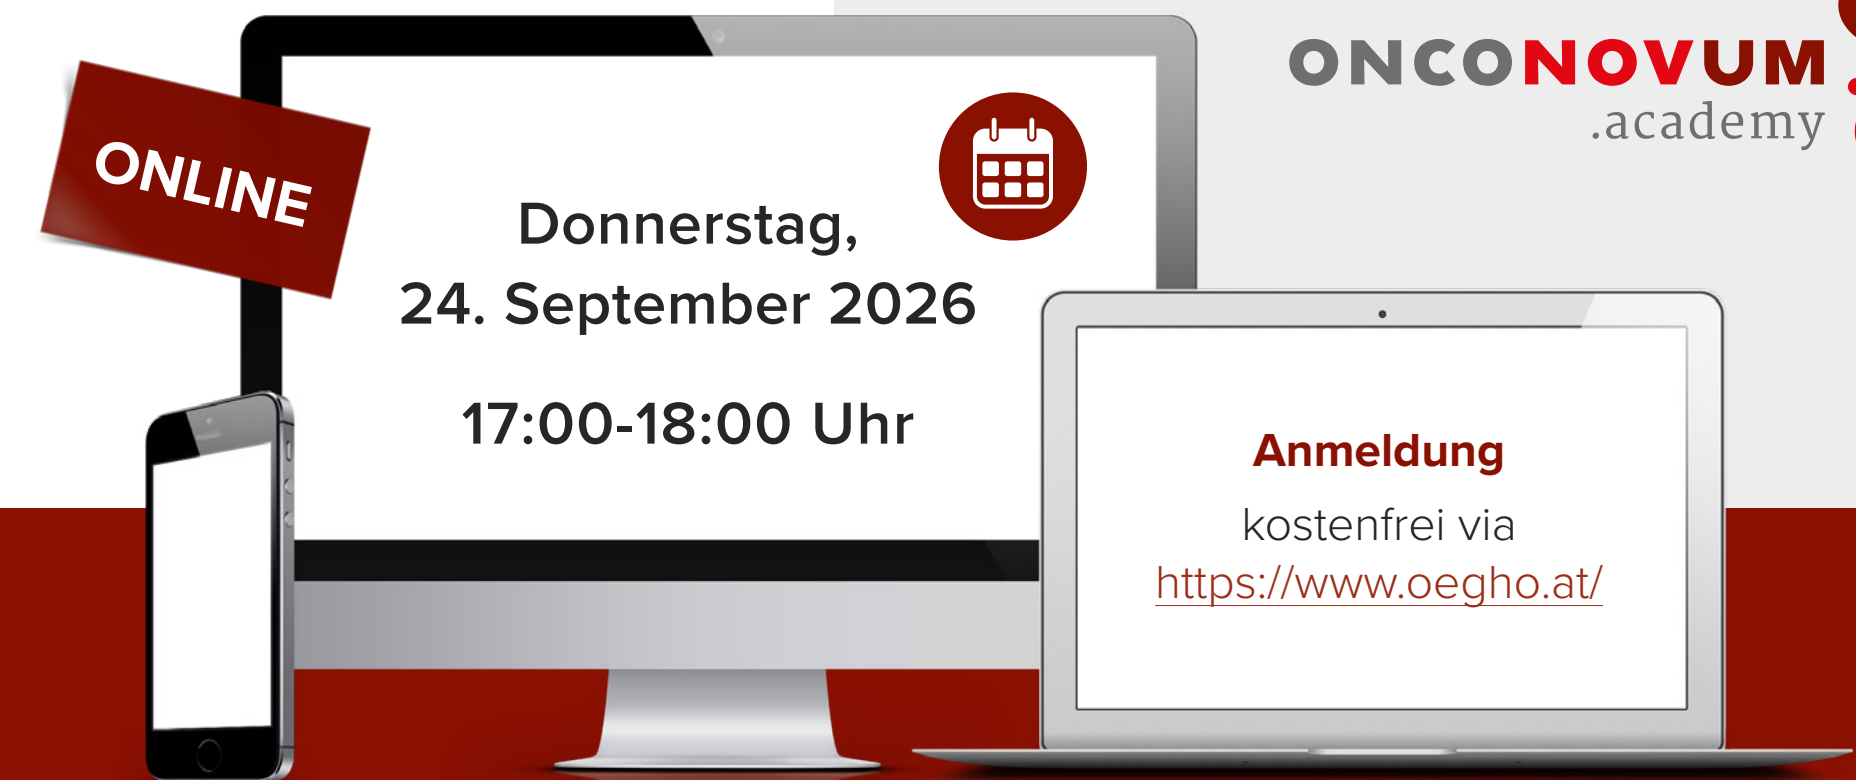 ONLINE
ONCONOVUM
.academy
Donnerstag,
24. September 2026
17:00-18:00 Uhr
Anmeldung
kostenfrei via
https://www.oegho.at/